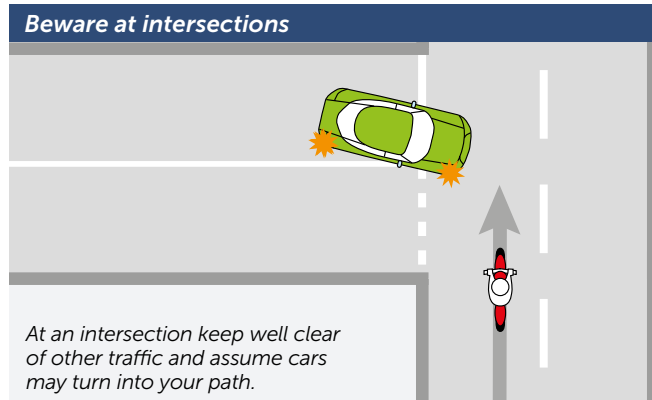 Beware at intersections
At an intersection keep well clear
of other traffic and assume cars
may turn into your path.